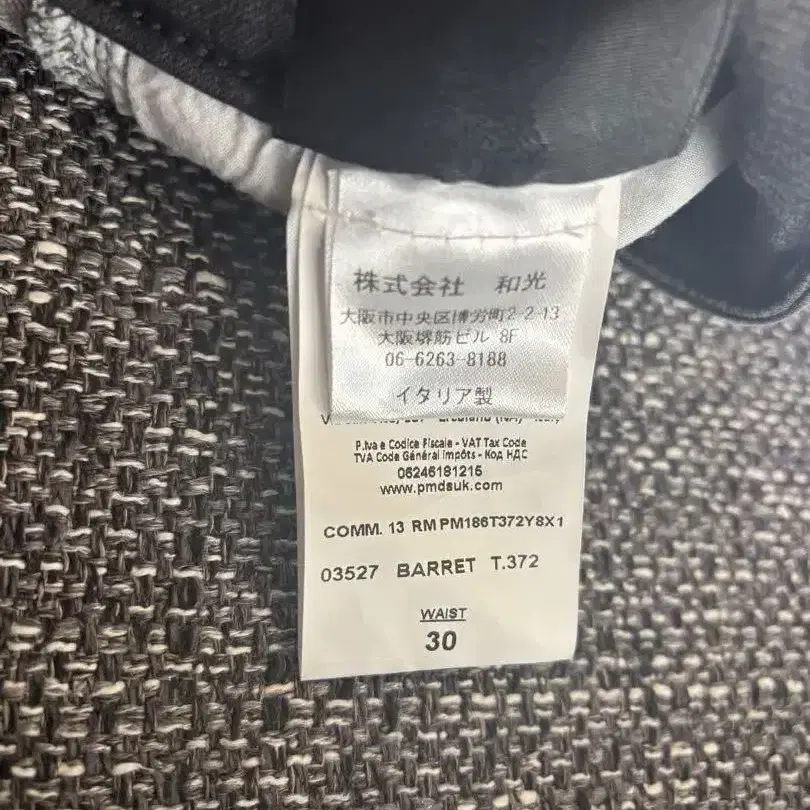 株式会社 和光
大阪市中央区博労町2-2-13
大阪堺筋ビル 8F
06-6263-8188
イタリア製
P.Iva e Codice Fiscale - VAT Tax Code
TVA Code Général Impôts - Код НДС
06246181215
www.pmdsuk.com
COMM. 13 RM PM186T372Y8X1
03527 BARRET T.372
WAIST
30